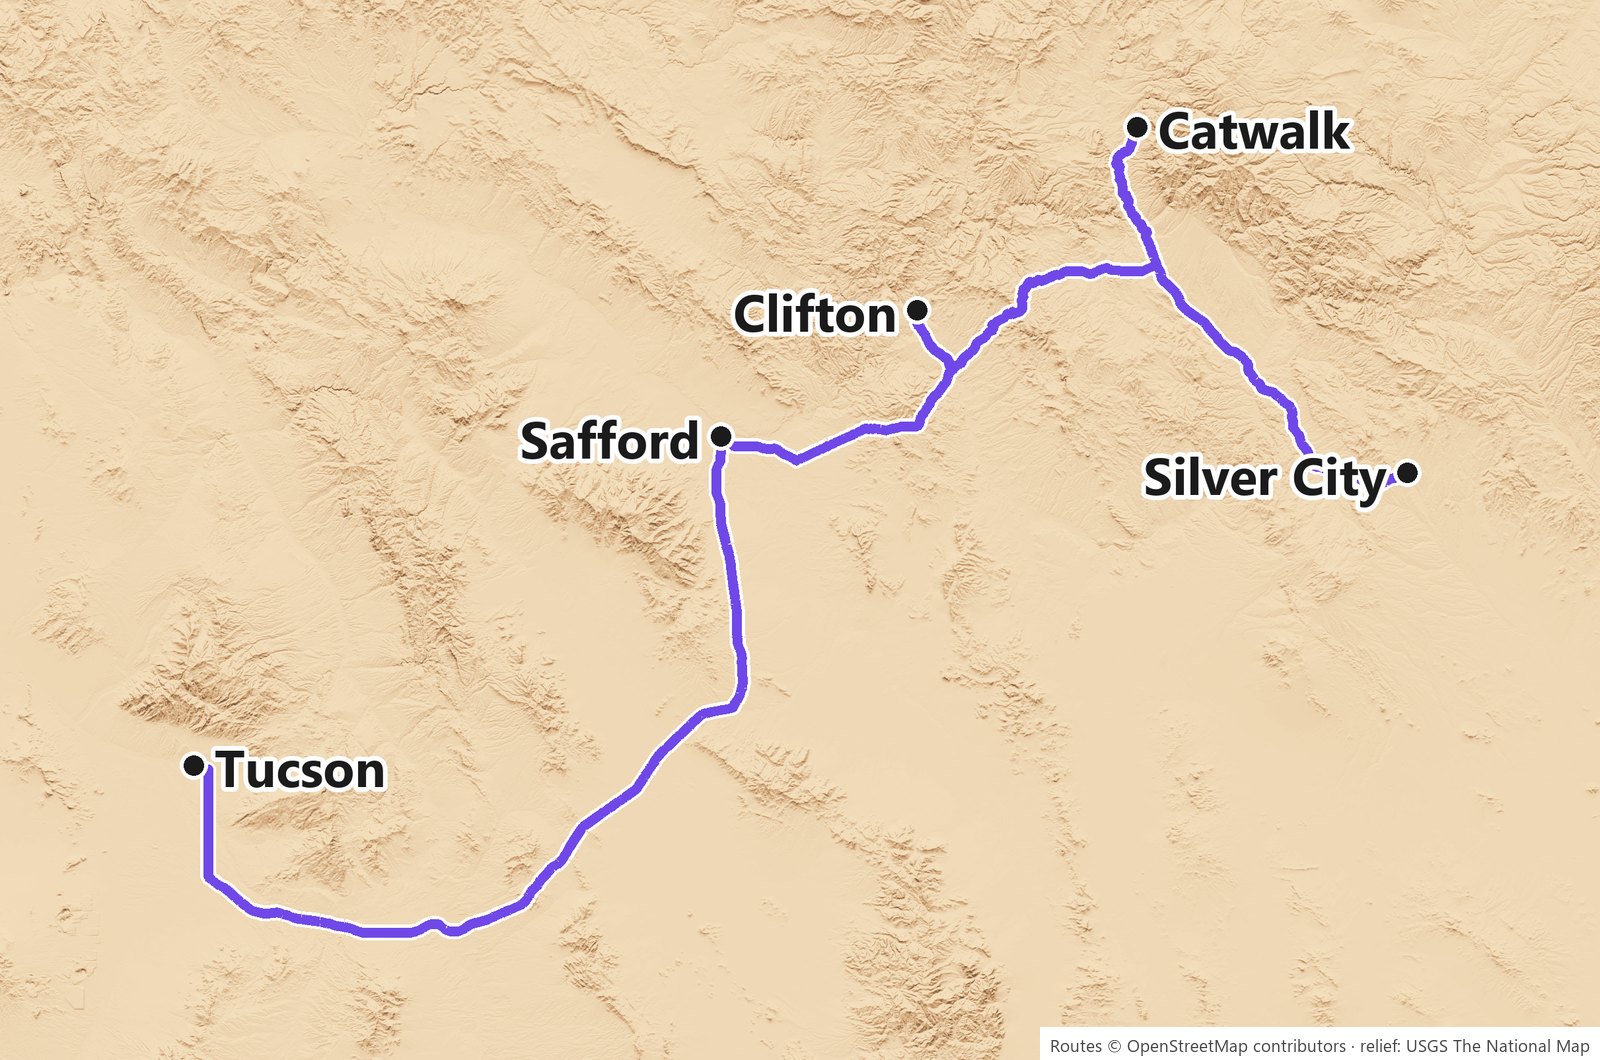 Catwalk
Clifton
Safford
Silver City
Tucson
Routes © OpenStreetMap contributors · relief: USGS The National Map